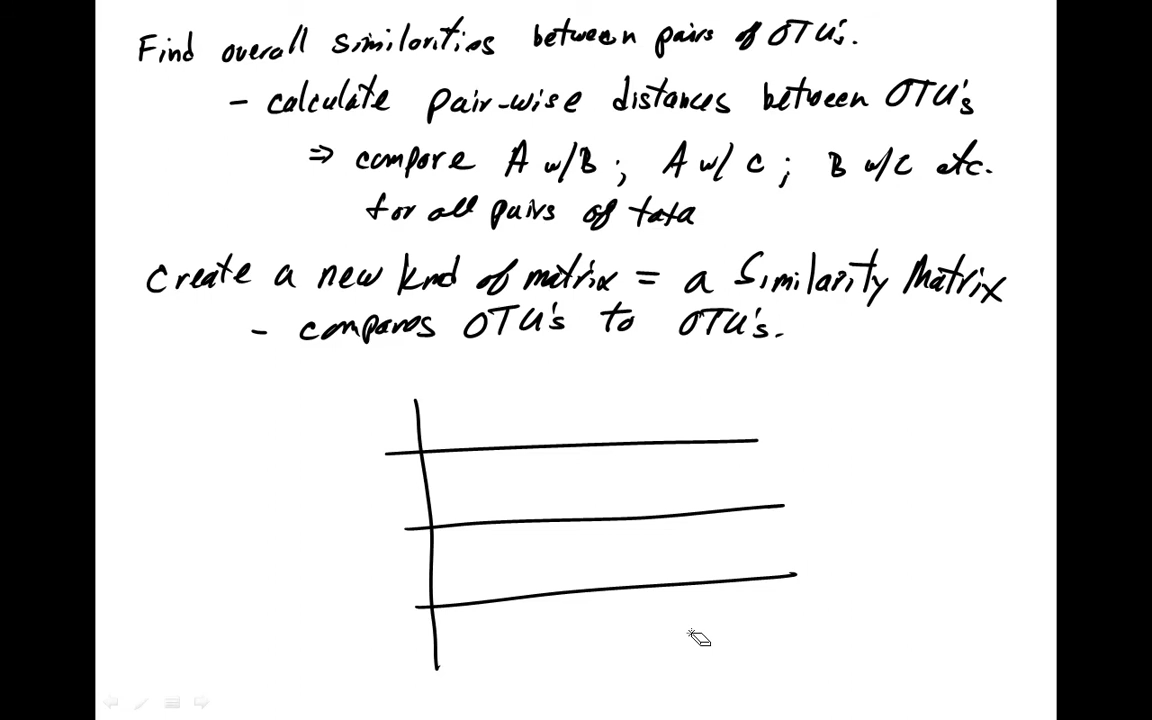 Find overall similarities between pairs of OTU's.
- calculate pair-wise distances between OTU's
⇒ compare A w/B ; A w/ C ; B w/C etc.
for all pairs of taxa
Create a new kind of matrix = a Similarity Matrix
- compares OTU's to OTU's.